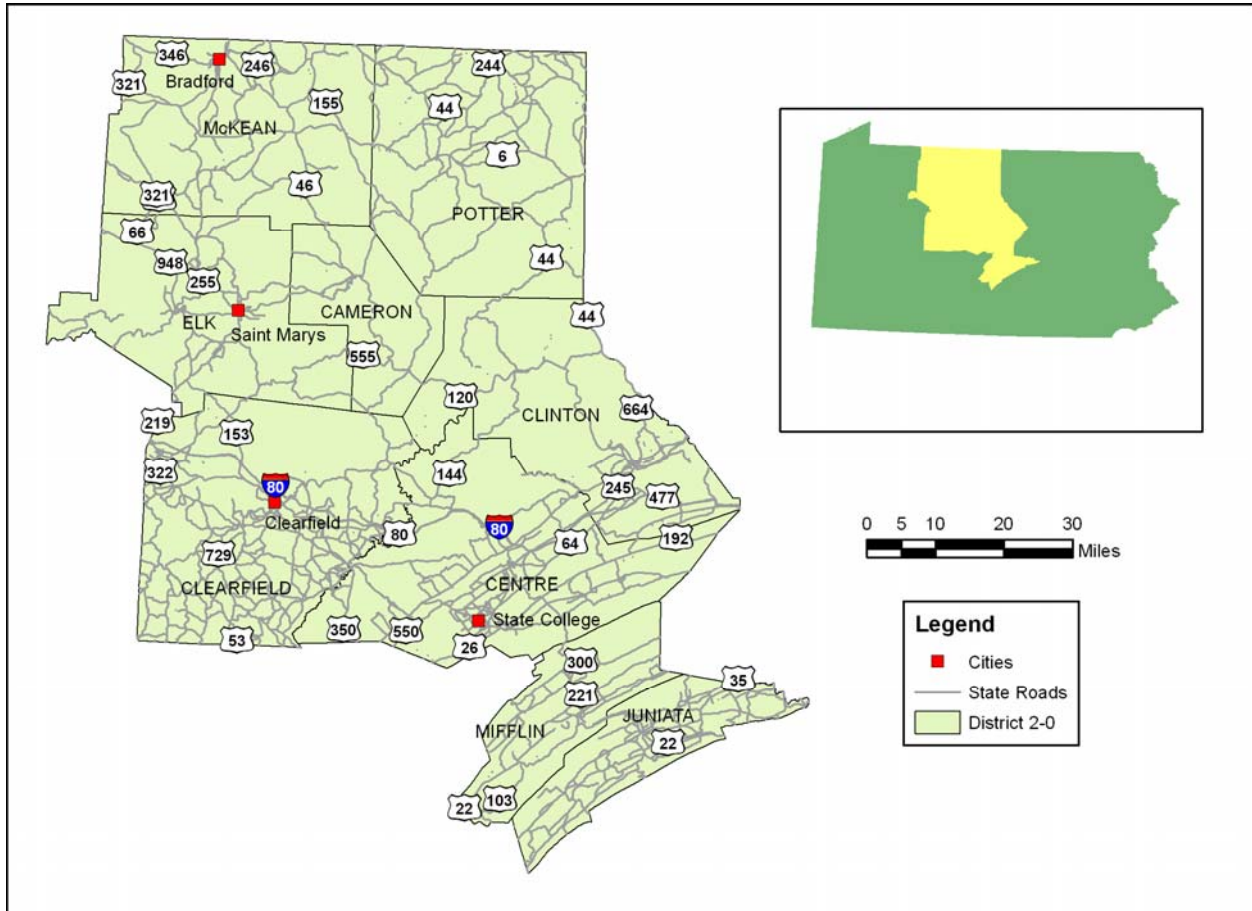 346
246
Bradford
244
321
155
44
McKEAN
6
321
46
POTTER
66
948
44
255
CAMERON
ELK
Saint Marys
44
555
120
CLINTON
664
219
153
322
144
80
245
477
Clearfield
80
80
64
192
729
CLEARFIELD
CENTRE
State College
53
350
550
26
300
35
221
JUNIATA
MIFFLIN
22
22
103
0 5 10 20 30
Miles
Legend
Cities
State Roads
District 2-0